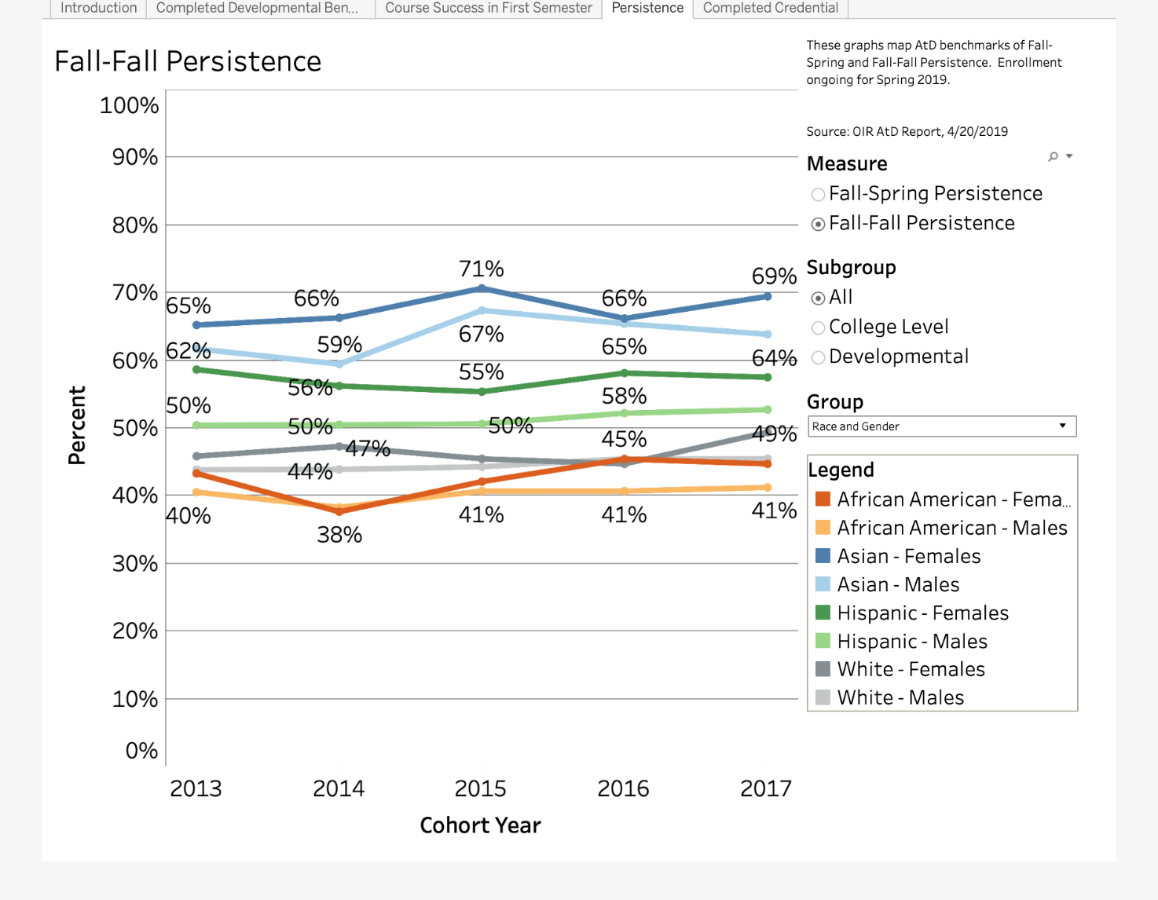 Introduction
Completed Developmental Ben...
Course Success in First Semester
Persistence
Completed Credential
Fall-Fall Persistence
100%
90%
80%
70%
60%
50%
40%
30%
20%
10%
0%
Percent
65%
66%
71%
66%
69%
62%
59%
67%
65%
64%
56%
55%
58%
50%
50%
50%
47%
45%
49%
44%
40%
38%
41%
41%
41%
2013
2014
2015
2016
2017
Cohort Year
These graphs map AtD benchmarks of Fall-
Spring and Fall-Fall Persistence. Enrollment
ongoing for Spring 2019.
Source: OIR AtD Report, 4/20/2019
Measure
Fall-Spring Persistence
Fall-Fall Persistence
Subgroup
All
College Level
Developmental
Group
Race and Gender
Legend
African American - Fema...
African American - Males
Asian - Females
Asian - Males
Hispanic - Females
Hispanic - Males
White - Females
White - Males